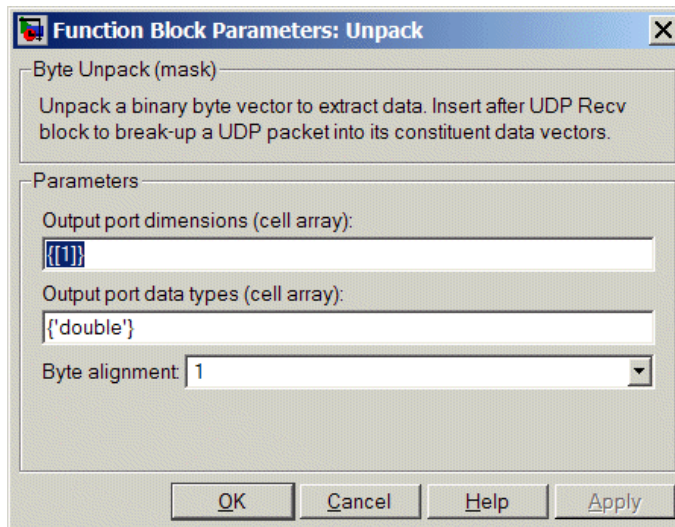 Function Block Parameters: Unpack
Byte Unpack (mask)
Unpack a binary byte vector to extract data. Insert after UDP Recv
block to break-up a UDP packet into its constituent data vectors.
Parameters
Output port dimensions (cell array):
{[1]}
Output port data types (cell array):
{'double'}
Byte alignment: 1
OK Cancel Help Apply